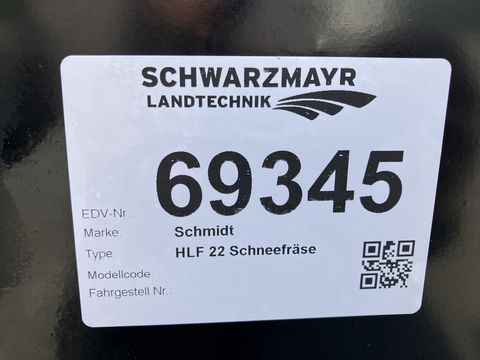 SCHWARZMAYR
LANDTECHNIK
EDV-Nr.: 69345
Marke: Schmidt
Type: HLF 22 Schneefräse
Modellcode:
Fahrgestell Nr.: